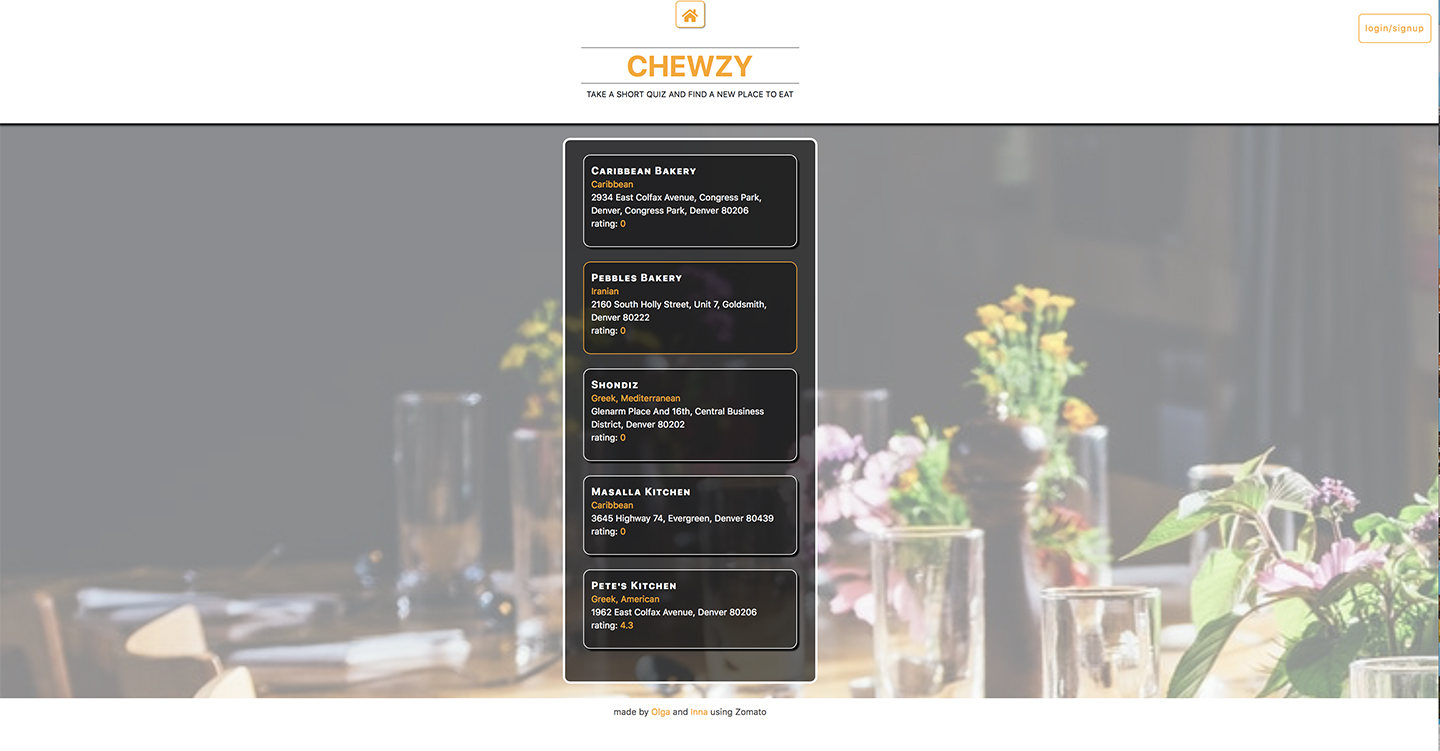 login/signup
CHEWZY
TAKE A SHORT QUIZ AND FIND A NEW PLACE TO EAT
Caribbean Bakery
Caribbean
2934 East Colfax Avenue, Congress Park,
Denver, Congress Park, Denver 80206
rating: 0
Pebbles Bakery
Iranian
2160 South Holly Street, Unit 7, Goldsmith,
Denver 80222
rating: 0
Shondiz
Greek, Mediterranean
Glenarm Place And 16th, Central Business
District, Denver 80202
rating: 0
Masalla Kitchen
Caribbean
3645 Highway 74, Evergreen, Denver 80439
rating: 0
Pete's Kitchen
Greek, American
1962 East Colfax Avenue, Denver 80206
rating: 4.3
made by Olga and Inna using Zomato